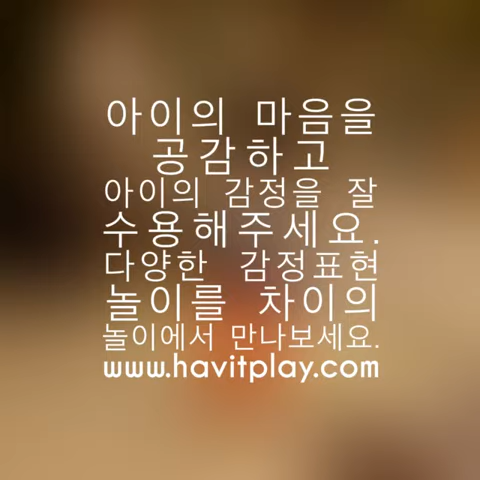 아이의 마음을
공감하고
아이의 감정을 잘
수용해주세요.
다양한 감정표현
놀이를 차이의
놀이에서 만나보세요.
www.havitplay.com